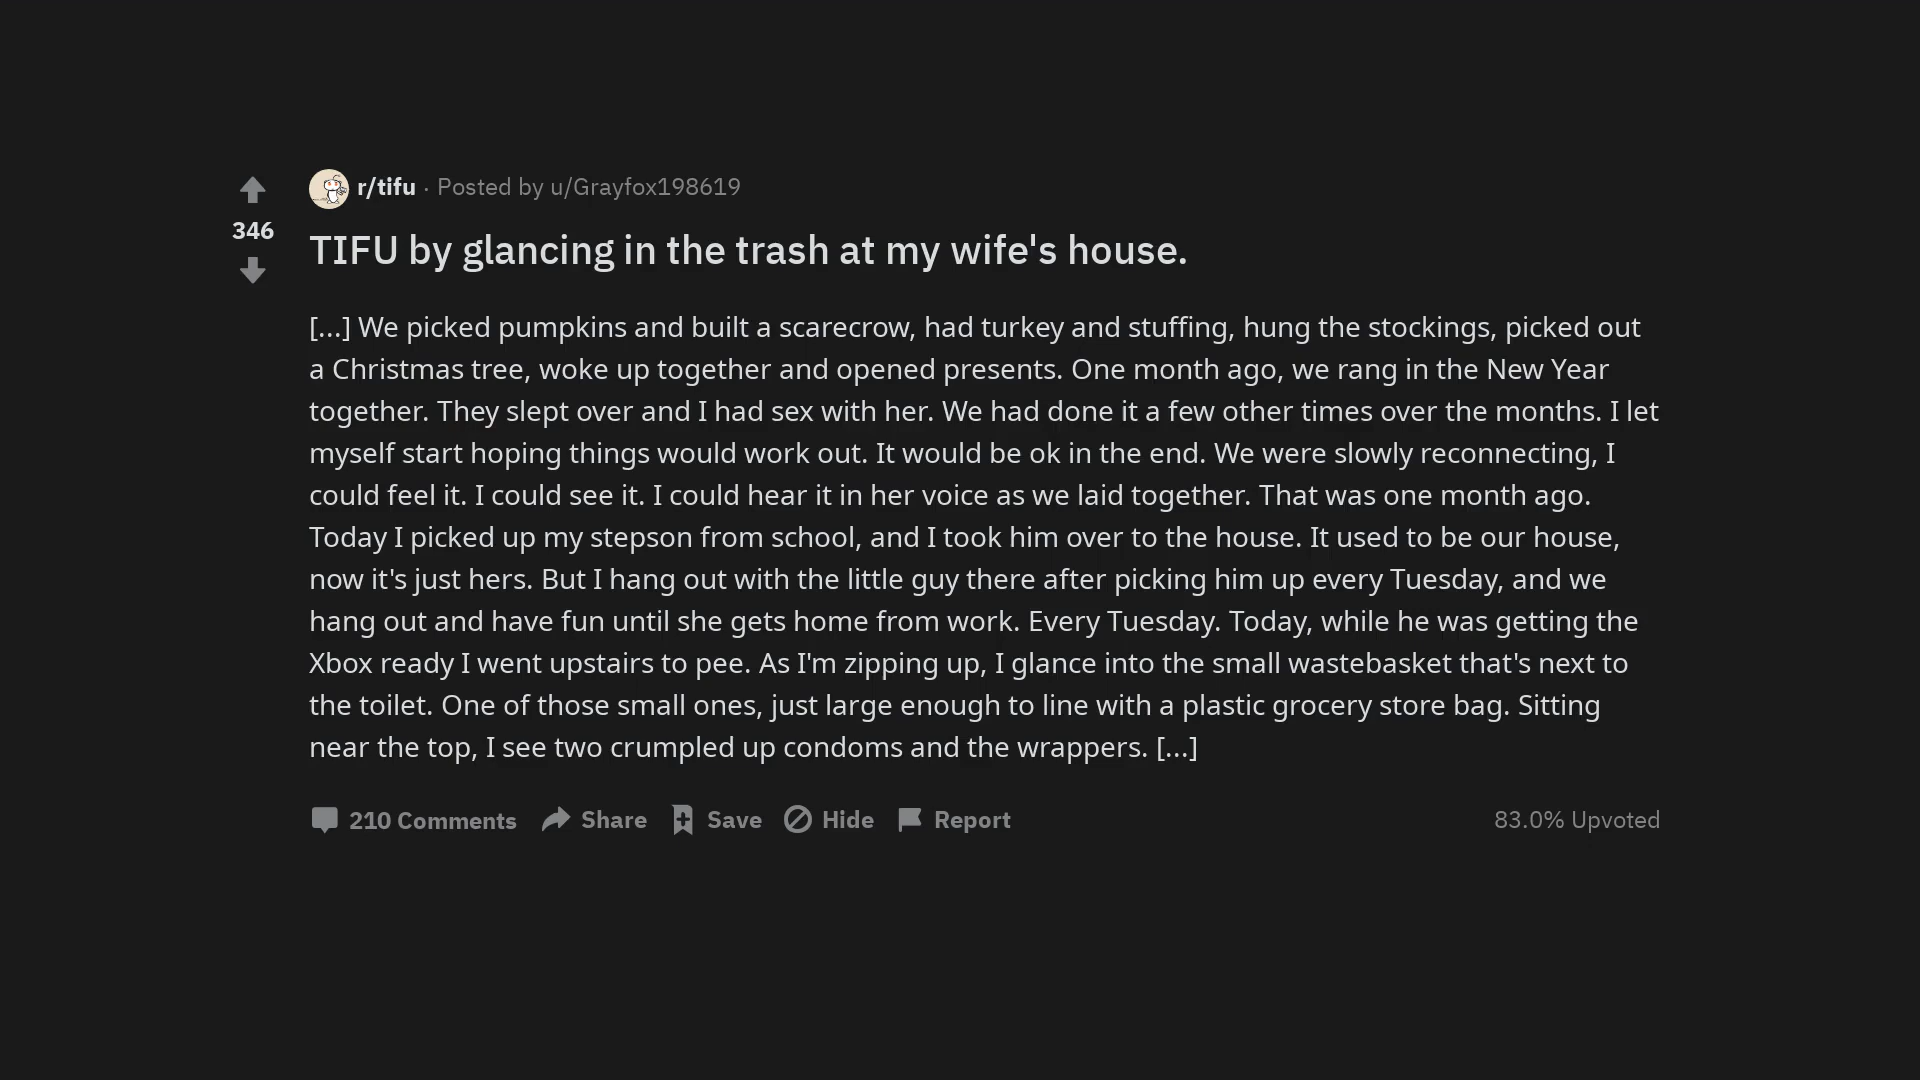 r/tifu · Posted by u/Grayfox198619
346
TIFU by glancing in the trash at my wife's house.
[...] We picked pumpkins and built a scarecrow, had turkey and stuffing, hung the stockings, picked out
a Christmas tree, woke up together and opened presents. One month ago, we rang in the New Year
together. They slept over and I had sex with her. We had done it a few other times over the months. I let
myself start hoping things would work out. It would be ok in the end. We were slowly reconnecting, I
could feel it. I could see it. I could hear it in her voice as we laid together. That was one month ago.
Today I picked up my stepson from school, and I took him over to the house. It used to be our house,
now it's just hers. But I hang out with the little guy there after picking him up every Tuesday, and we
hang out and have fun until she gets home from work. Every Tuesday. Today, while he was getting the
Xbox ready I went upstairs to pee. As I'm zipping up, I glance into the small wastebasket that's next to
the toilet. One of those small ones, just large enough to line with a plastic grocery store bag. Sitting
near the top, I see two crumpled up condoms and the wrappers. [...]
210 Comments Share Save Hide Report 83.0% Upvoted